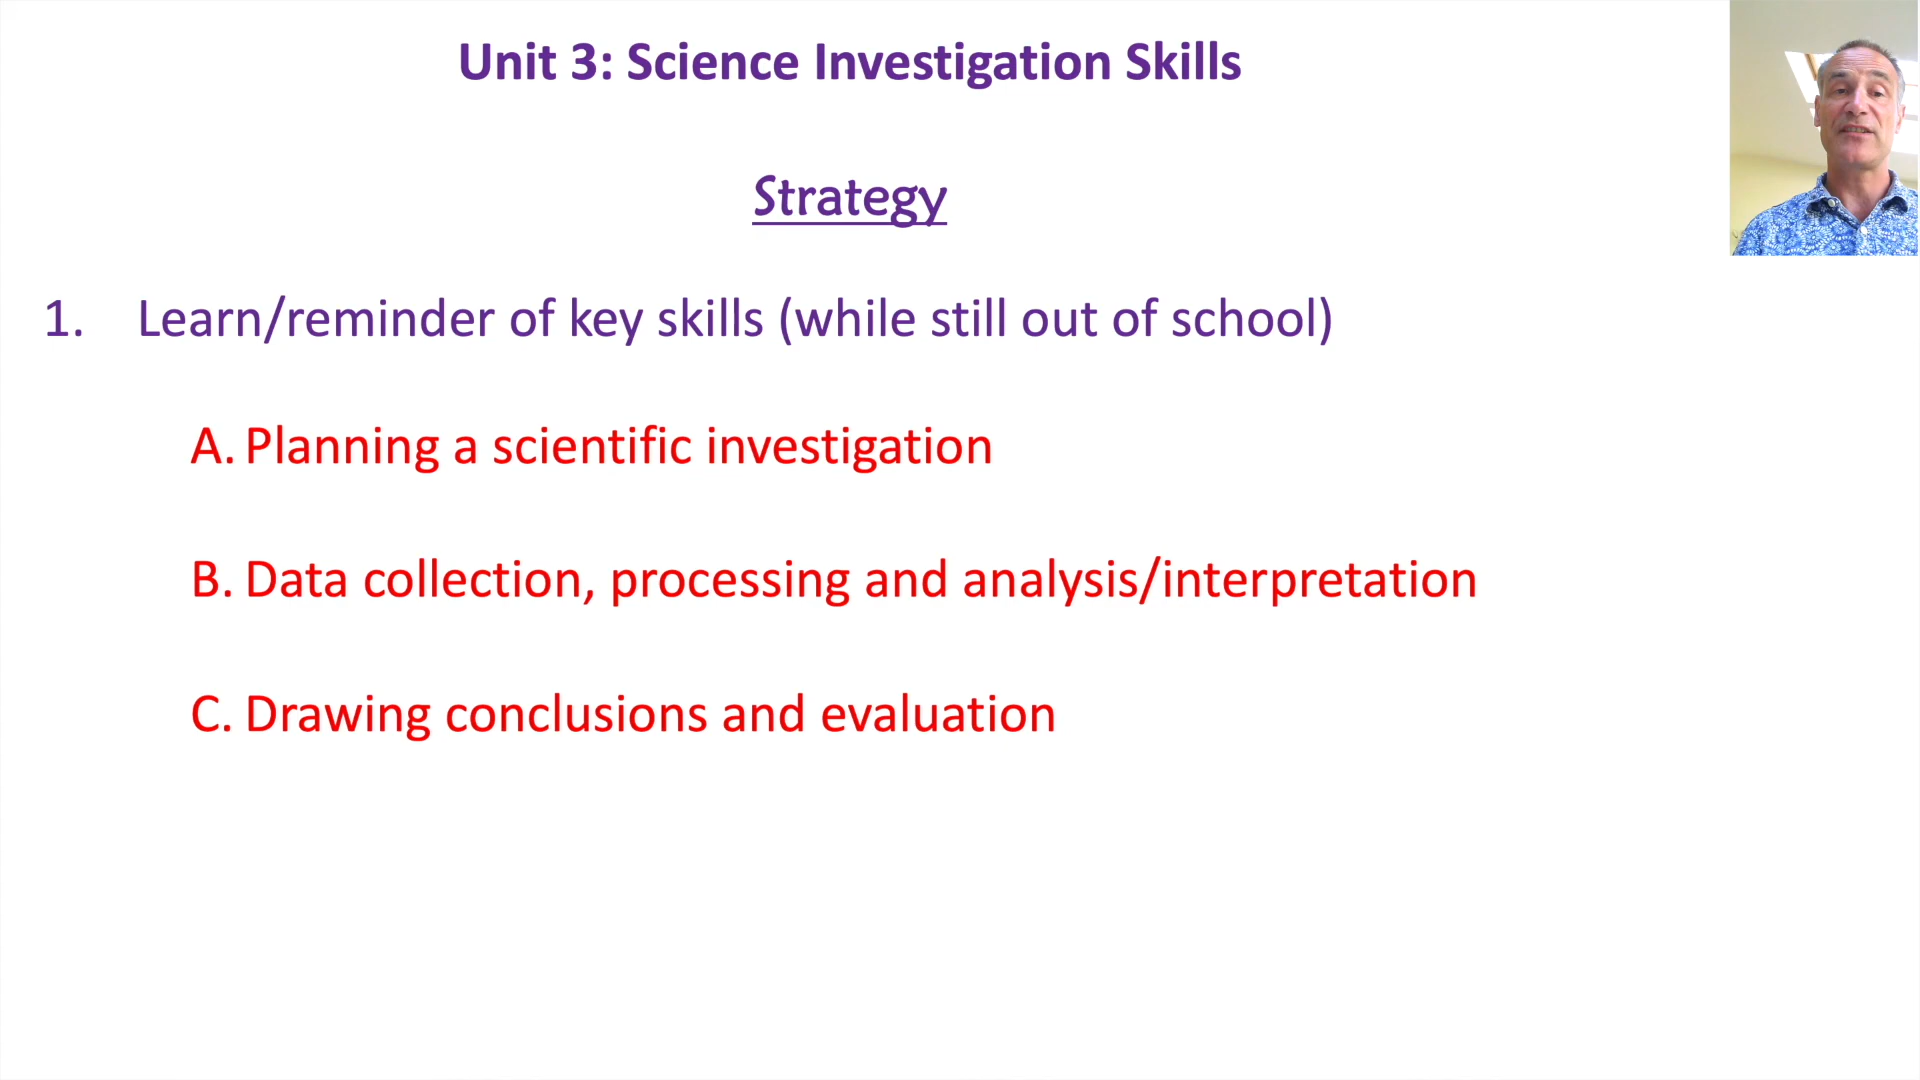 Unit 3: Science Investigation Skills
Strategy
1. Learn/reminder of key skills (while still out of school)
A. Planning a scientific investigation
B. Data collection, processing and analysis/interpretation
C. Drawing conclusions and evaluation